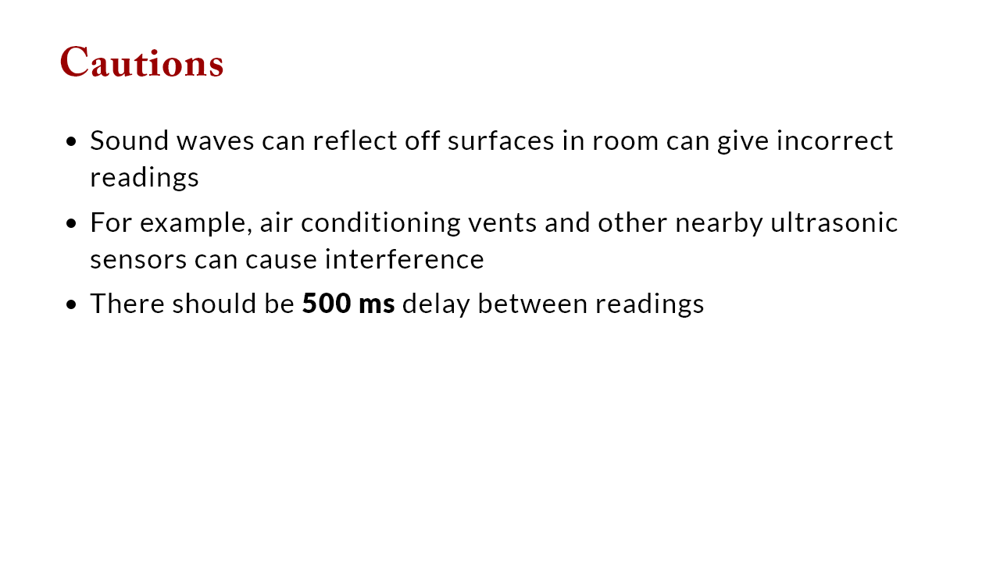 Cautions
• Sound waves can reflect off surfaces in room can give incorrect
readings
• For example, air conditioning vents and other nearby ultrasonic
sensors can cause interference
• There should be 500 ms delay between readings